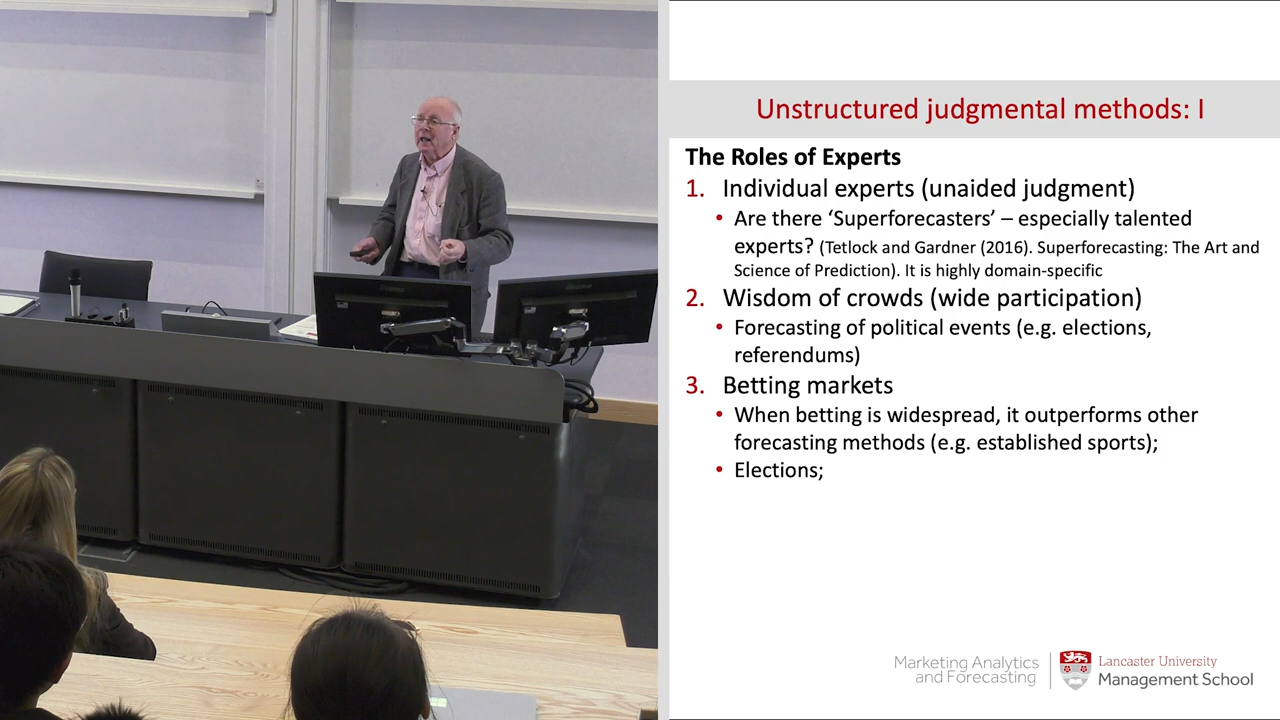 Unstructured judgmental methods: I
The Roles of Experts
1. Individual experts (unaided judgment)
• Are there ‘Superforecasters’ – especially talented
experts? (Tetlock and Gardner (2016). Superforecasting: The Art and
Science of Prediction). It is highly domain-specific
2. Wisdom of crowds (wide participation)
• Forecasting of political events (e.g. elections,
referendums)
3. Betting markets
• When betting is widespread, it outperforms other
forecasting methods (e.g. established sports);
• Elections;
Marketing Analytics
and Forecasting
Lancaster University
Management School